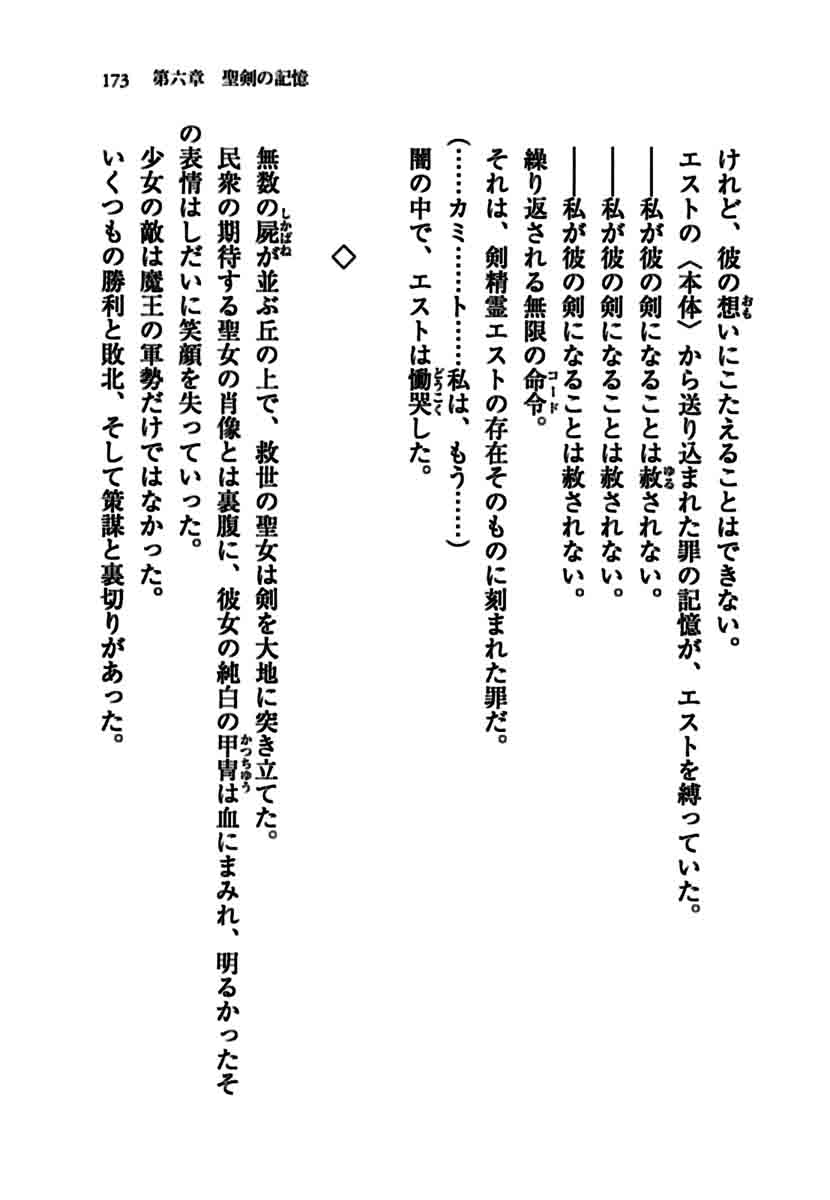 173 第六章 聖剣の記憶
けれど、彼の想いにこたえることはできない。
エストの〈本体〉から送り込まれた罪の記憶が、エストを縛っていた。
――私が彼の剣になることは赦されない。
――私が彼の剣になることは赦されない。
――私が彼の剣になることは赦されない。
繰り返される無限の命令。
それは、剣精霊エストの存在そのものに刻まれた罪だ。
(……カミ……ト……私は、もう……)
闇の中で、エストは慟哭した。
◇
無数の屍が並ぶ丘の上で、救世の聖女は剣を大地に突き立てた。
民衆の期待する聖女の肖像とは裏腹に、彼女の純白の甲冑は血にまみれ、明るかったそ
の表情はしだいに笑顔を失っていった。
少女の敵は魔王の軍勢だけではなかった。
いくつもの勝利と敗北、そして策謀と裏切りがあった。